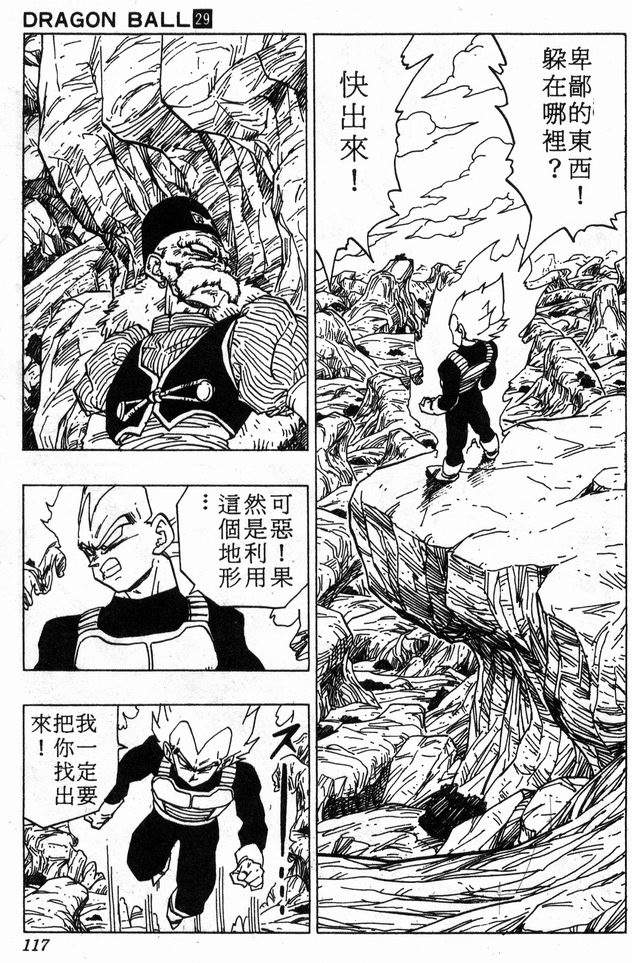 DRAGON BALL 29
卑鄙的東西！
躲在哪裡？
快出來！
可惡！果
然是利用
這個地形
…
我一定要
把你找出
來！
ス
117